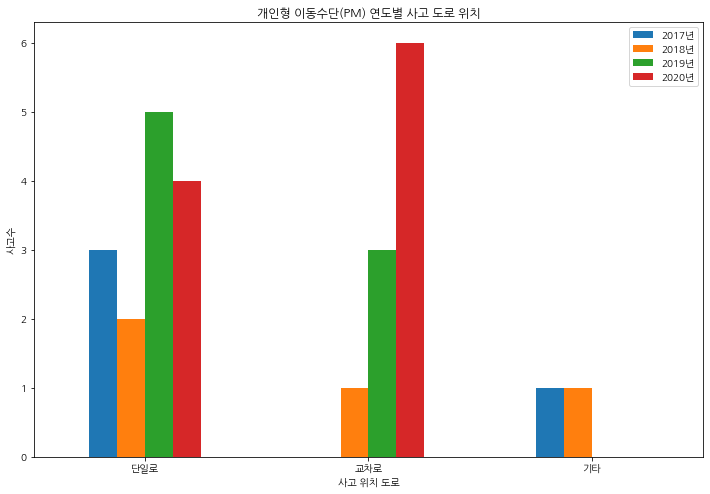 개인형 이동수단(PM) 연도별 사고 도로 위치
2017년
2018년
2019년
2020년
사고수
6
5
4
3
2
1
0
단일로
교차로
기타
사고 위치 도로